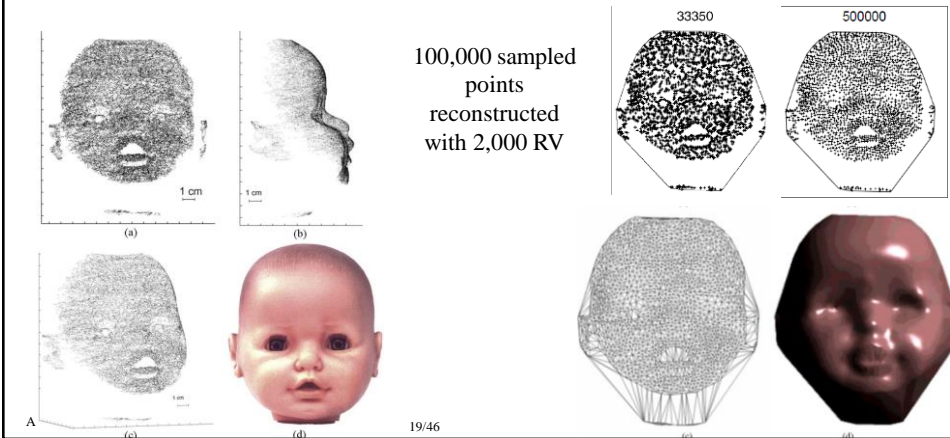 100,000 sampled
points
reconstructed
with 2,000 RV
33350
500000
1 cm
1 cm
(a)
(b)
1 cm
(c)
(d)
(c)
(d)
A
19/46